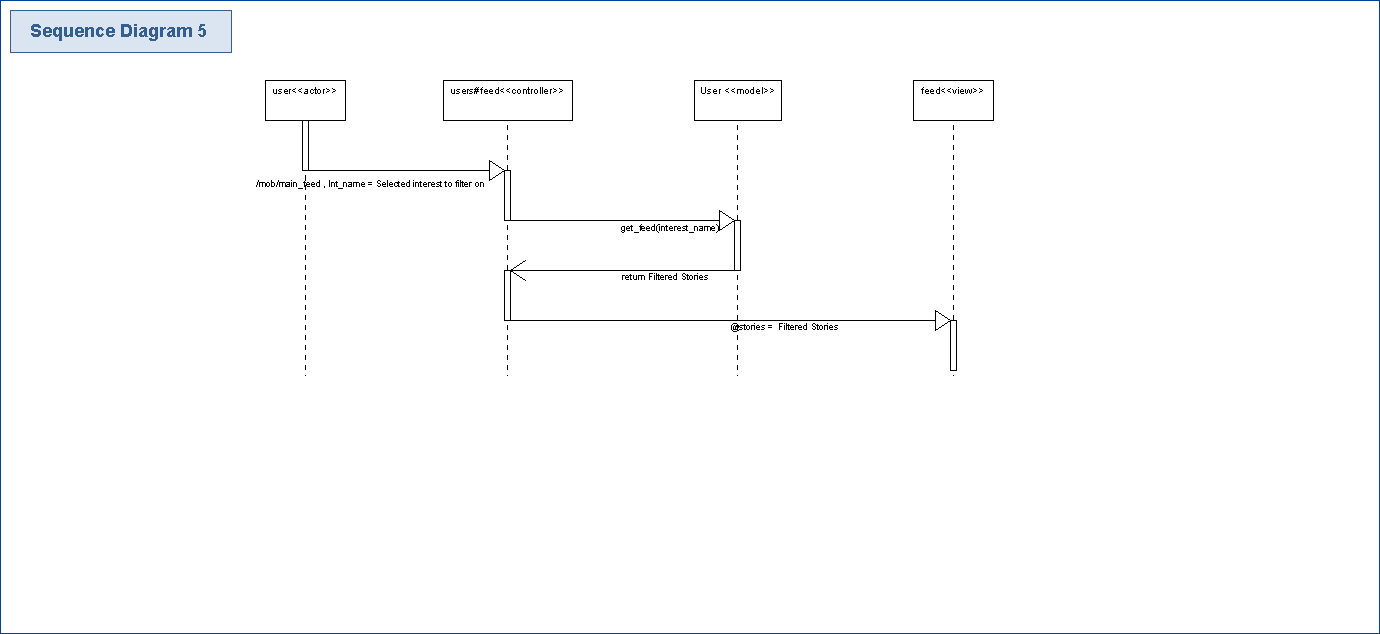 Sequence Diagram 5
user<<actor>>
users#feed<<controller>>
User <<model>>
feed<<view>>
/mob/main_feed , Int_name = Selected interest to filter on
get_feed(interest_name)
return Filtered Stories
@stories = Filtered Stories